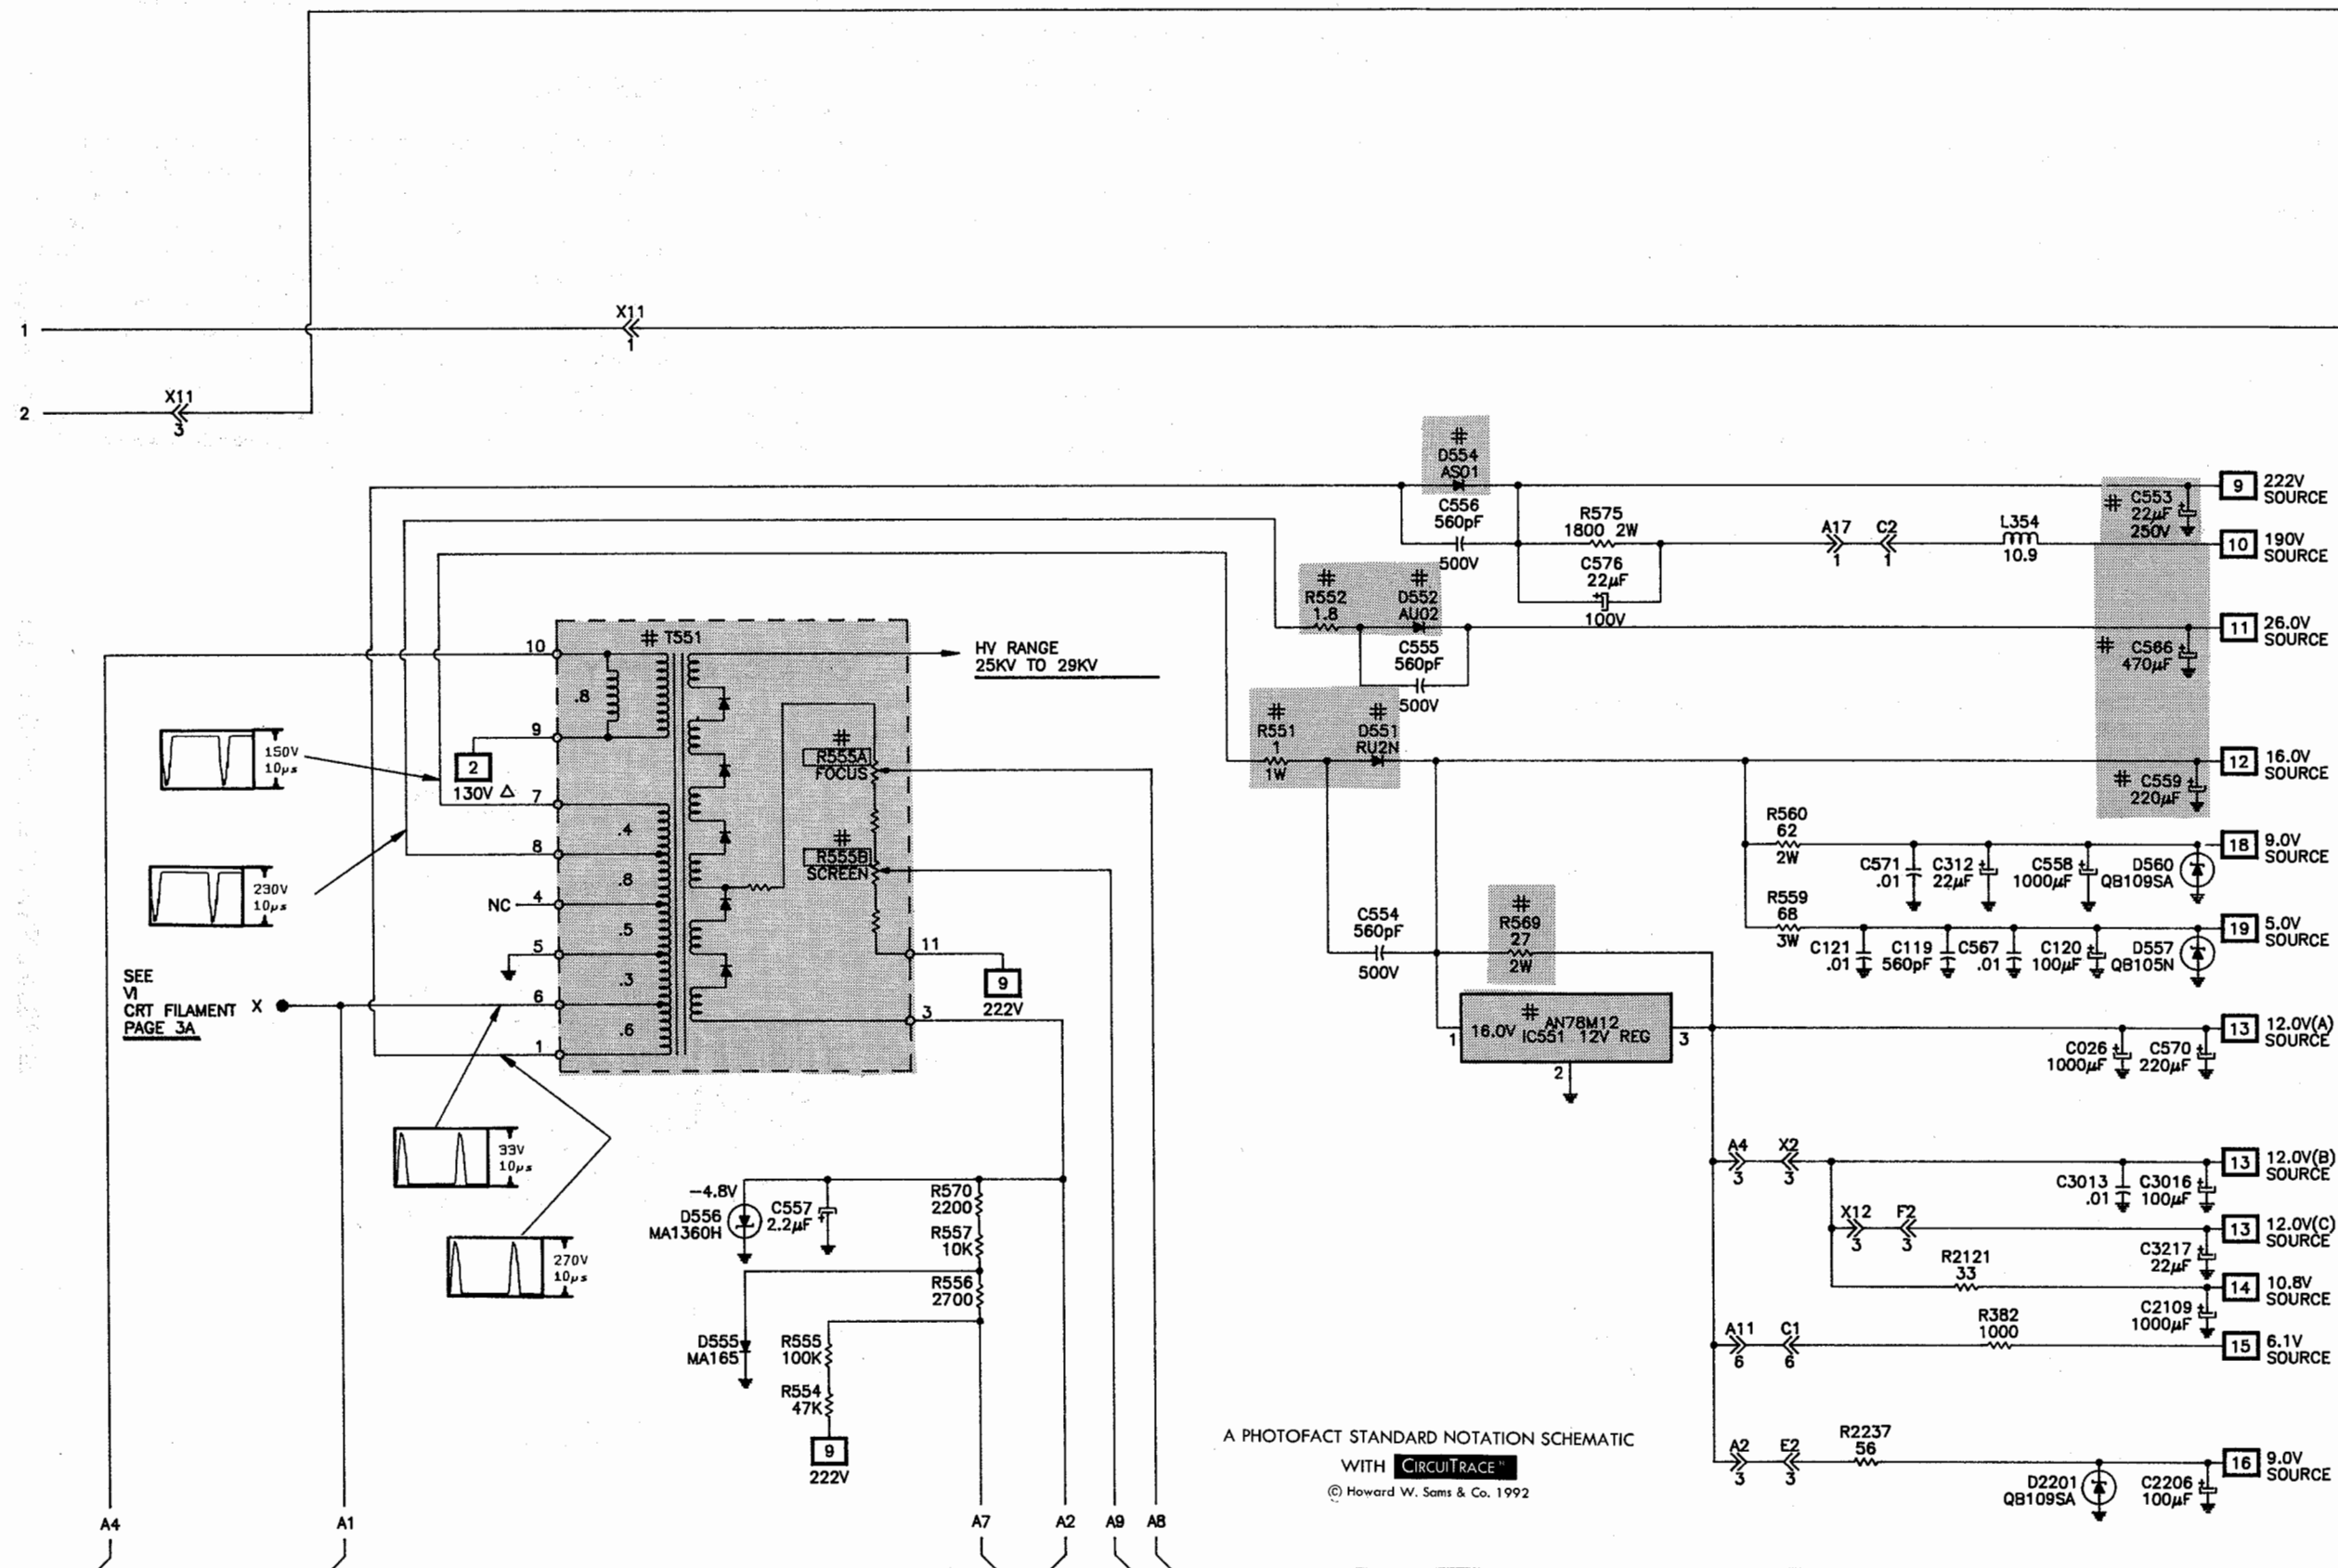 X11
1
1
X11
2
3
#
D554
AS01
9
222V
SOURCE
C556
560pF
500V
R575
1800 2W
C576
22µF
100V
A17
1
C2
1
L354
10.9
# C553
22µF
250V
10
190V
SOURCE
#
R552
1.8
#
D552
AU02
C555
560pF
500V
11
26.0V
SOURCE
# C566
470µF
#
R551
1
1W
#
D551
RU2N
12
16.0V
SOURCE
# C559
220µF
# T551
HV RANGE
25KV TO 29KV
10
.8
9
2
130V △
7
.4
8
.8
NC
4
.5
5
.3
6
.6
1
#
R555A
FOCUS
#
R555B
SCREEN
11
9
222V
3
150V
10µs
230V
10µs
SEE
V1
CRT FILAMENT X
PAGE 3A
33V
10µs
270V
10µs
R560
62
2W
C571
.01
C312
22µF
C558
1000µF
D560
QB109SA
18
9.0V
SOURCE
R559
68
3W
C121
.01
C119
560pF
C567
.01
C120
100µF
D557
QB105N
19
5.0V
SOURCE
C554
560pF
500V
#
R569
27
2W
#
1
16.0V
AN78M12
IC551 12V REG
3
2
C026
1000µF
C570
220µF
13
12.0V(A)
SOURCE
A4
3
X2
3
C3013
.01
C3016
100µF
13
12.0V(B)
SOURCE
X12
3
F2
3
C3217
22µF
13
12.0V(C)
SOURCE
R2121
33
C2109
1000µF
14
10.8V
SOURCE
A11
6
C1
6
R382
1000
15
6.1V
SOURCE
A2
3
E2
3
R2237
56
D2201
QB109SA
C2206
100µF
16
9.0V
SOURCE
-4.8V
D556
MA1360H
C557
2.2µF
R570
2200
R557
10K
R556
2700
D555
MA165
R555
100K
R554
47K
9
222V
A PHOTOFACT STANDARD NOTATION SCHEMATIC
WITH CIRCUITRACE
© Howard W. Sams & Co. 1992
A4
A1
A7
A2
A9
A8